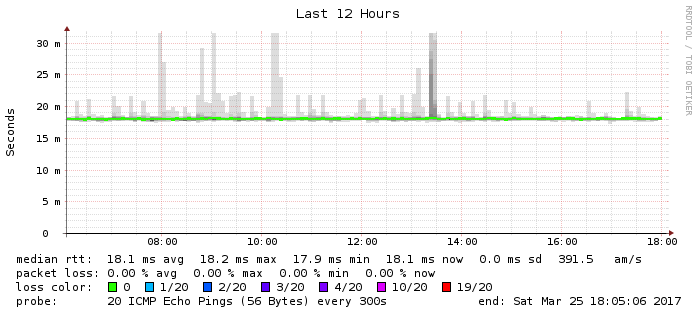 Last 12 Hours
RRDTOOL / TOBI OETIKER
Seconds
30 m
25 m
20 m
15 m
10 m
5 m
0
08:00 10:00 12:00 14:00 16:00 18:00
median rtt: 18.1 ms avg 18.2 ms max 17.9 ms min 18.1 ms now 0.0 ms sd 391.5 am/s
packet loss: 0.00 % avg 0.00 % max 0.00 % min 0.00 % now
loss color: 0 1/20 2/20 3/20 4/20 10/20 19/20
probe: 20 ICMP Echo Pings (56 Bytes) every 300s end: Sat Mar 25 18:05:06 2017